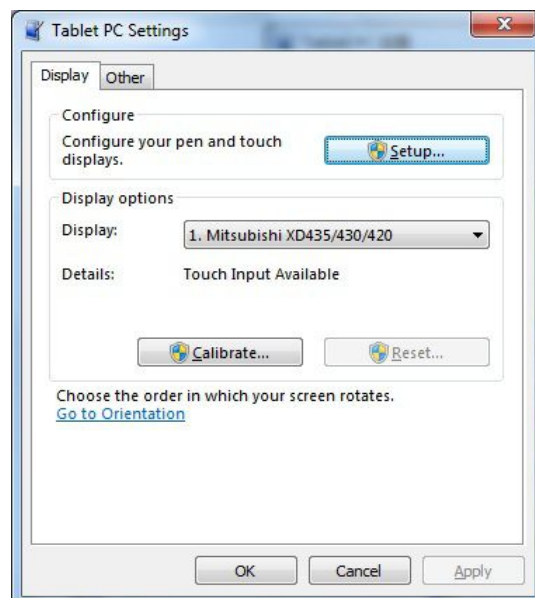 Tablet PC Settings
Display
Other
Configure
Configure your pen and touch
displays.
Setup...
Display options
Display:
1. Mitsubishi XD435/430/420
Details:
Touch Input Available
Calibrate...
Reset...
Choose the order in which your screen rotates.
Go to Orientation
OK
Cancel
Apply